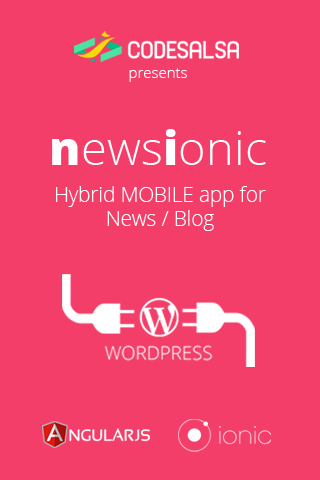 CODESALSA
presents
newsionic
Hybrid MOBILE app for
News / Blog
W
WORDPRESS
ANGULARJS
ionic